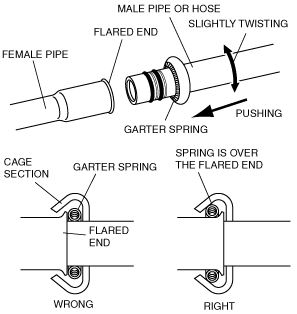 MALE PIPE OR HOSE
SLIGHTLY TWISTING
FLARED END
FEMALE PIPE
PUSHING
GARTER SPRING
CAGE
SECTION
GARTER SPRING
FLARED
END
WRONG
SPRING IS OVER
THE FLARED END
RIGHT